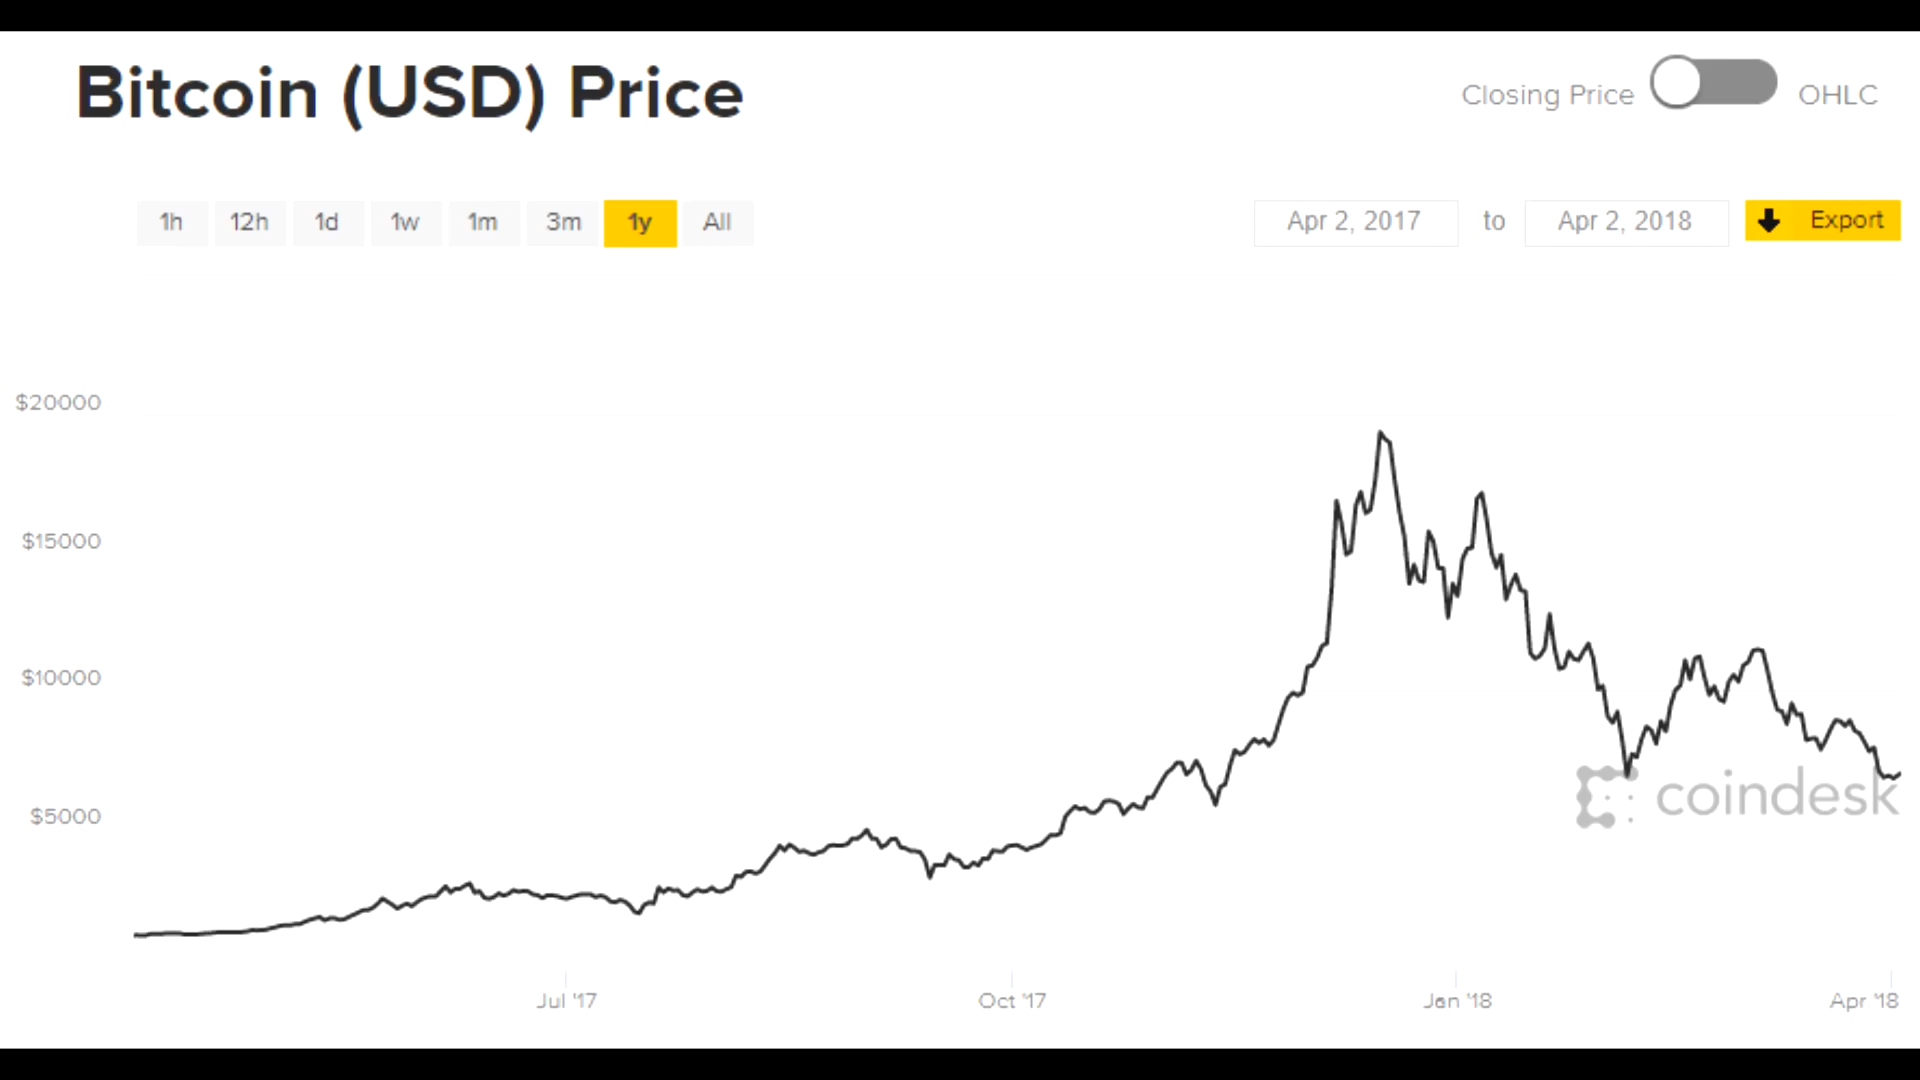 Bitcoin (USD) Price
Closing Price OHLC
1h 12h 1d 1w 1m 3m 1y All Apr 2, 2017 to Apr 2, 2018 Export
$20000
$15000
$10000
$5000
coindesk
Jul '17 Oct '17 Jan '18 Apr '18